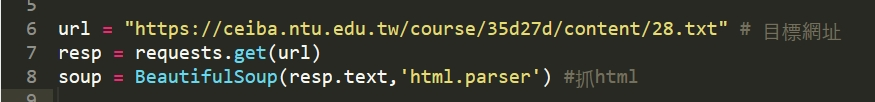 5
6 url = "https://ceiba.ntu.edu.tw/course/35d27d/content/28.txt" # 目標網址
7 resp = requests.get(url)
8 soup = BeautifulSoup(resp.text,'html.parser') #抓html
9